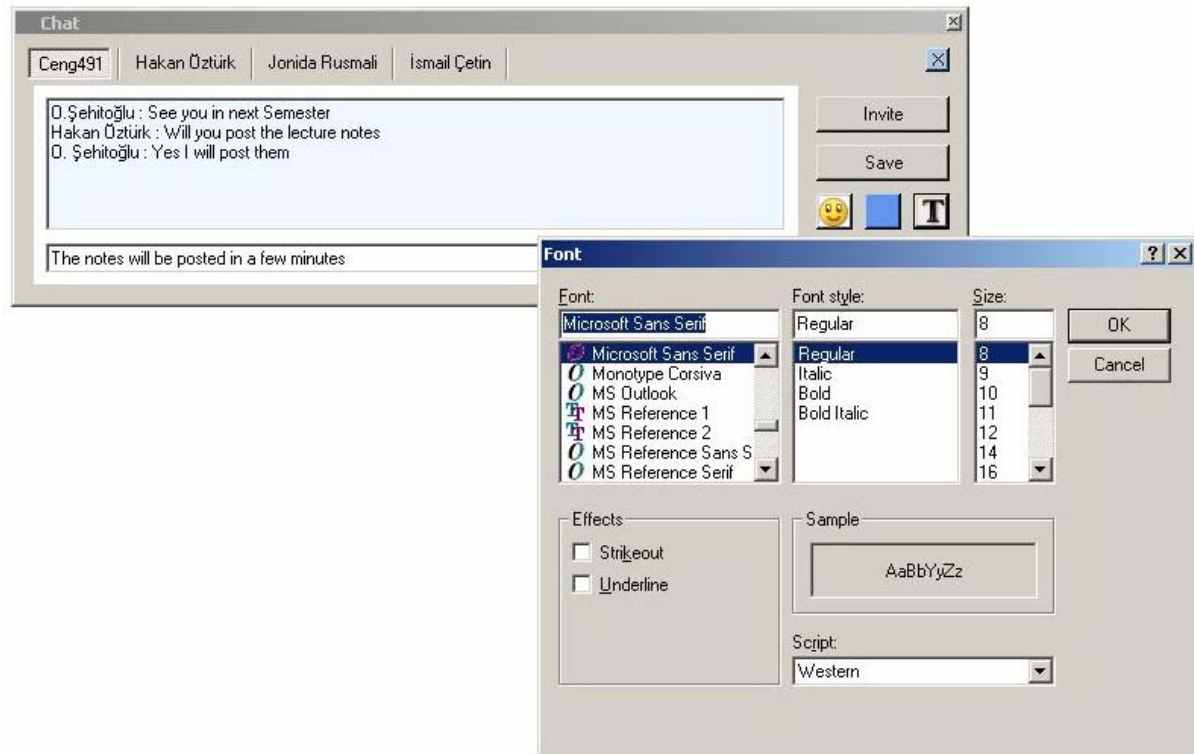 Chat
Ceng491 Hakan Öztürk Jonida Rusmali İsmail Çetin
O.Şehitoğlu : See you in next Semester
Hakan Öztürk : Will you post the lecture notes
O. Şehitoğlu : Yes I will post them
Invite
Save
T
The notes will be posted in a few minutes
Font
Font: Font style: Size:
Microsoft Sans Serif Regular 8 OK
Microsoft Sans Serif Regular 8
Monotype Corsiva Italic 9 Cancel
MS Outlook Bold 10
MS Reference 1 Bold Italic 11
MS Reference 2 12
MS Reference Sans S 14
MS Reference Serif 16
Effects Sample
Strikeout
AaBbYyZz
Underline
Script:
Western